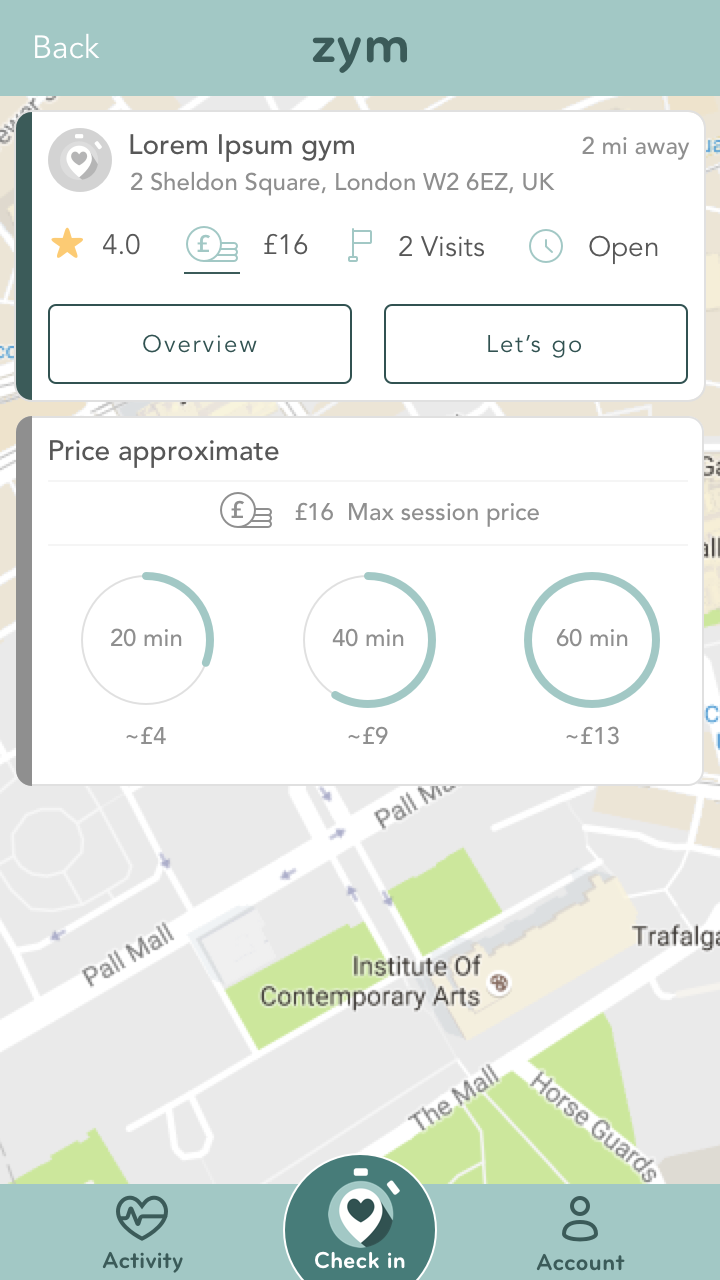 Back
zym
Lorem Ipsum gym
2 mi away
2 Sheldon Square, London W2 6EZ, UK
4.0
£
£16
2 Visits
Open
Overview
Let’s go
Price approximate
£
£16 Max session price
20 min
40 min
60 min
~£4
~£9
~£13
Pall
Pall Mall
Trafalga
Institute Of
Contemporary Arts
The Mall
Horse Guards
Activity
Check in
Account